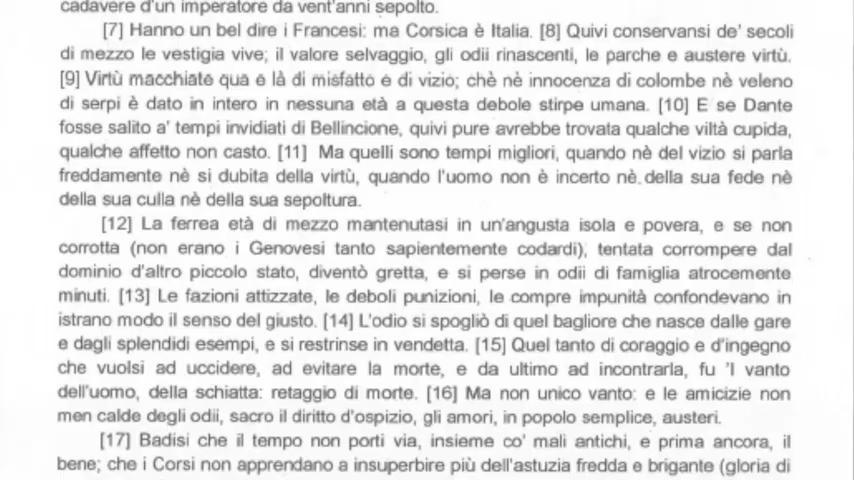 cadavere d'un imperatore da vent'anni sepolto.
[7] Hanno un bel dire i Francesi: ma Corsica è Italia. [8] Quivi conservansi de' secoli
di mezzo le vestigia vive; il valore selvaggio, gli odii rinascenti, le parche e austere virtù.
[9] Virtù macchiate qua e là di misfatto e di vizio; chè nè innocenza di colombe nè veleno
di serpi è dato in intero in nessuna età a questa debole stirpe umana. [10] E se Dante
fosse salito a' tempi invidiati di Bellincione, quivi pure avrebbe trovata qualche viltà cupida,
qualche affetto non casto. [11] Ma quelli sono tempi migliori, quando nè del vizio si parla
freddamente nè si dubita della virtù, quando l'uomo non è incerto nè della sua fede nè
della sua culla nè della sua sepoltura.
[12] La ferrea età di mezzo mantenutasi in un'angusta isola e povera, e se non
corrotta (non erano i Genovesi tanto sapientemente codardi), tentata corrompere dal
dominio d'altro piccolo stato, diventò gretta, e si perse in odii di famiglia atrocemente
minuti. [13] Le fazioni attizzate, le deboli punizioni, le compre impunità confondevano in
istrano modo il senso del giusto. [14] L'odio si spogliò di quel bagliore che nasce dalle gare
e dagli splendidi esempi, e si restrinse in vendetta. [15] Quel tanto di coraggio e d'ingegno
che vuolsi ad uccidere, ad evitare la morte, e da ultimo ad incontrarla, fu 'l vanto
dell'uomo, della schiatta: retaggio di morte. [16] Ma non unico vanto: e le amicizie non
men calde degli odii, sacro il diritto d'ospizio, gli amori, in popolo semplice, austeri.
[17] Badisi che il tempo non porti via, insieme co' mali antichi, e prima ancora, il
bene; che i Corsi non apprendano a insuperbire più dell'astuzia fredda e brigante (gloria di